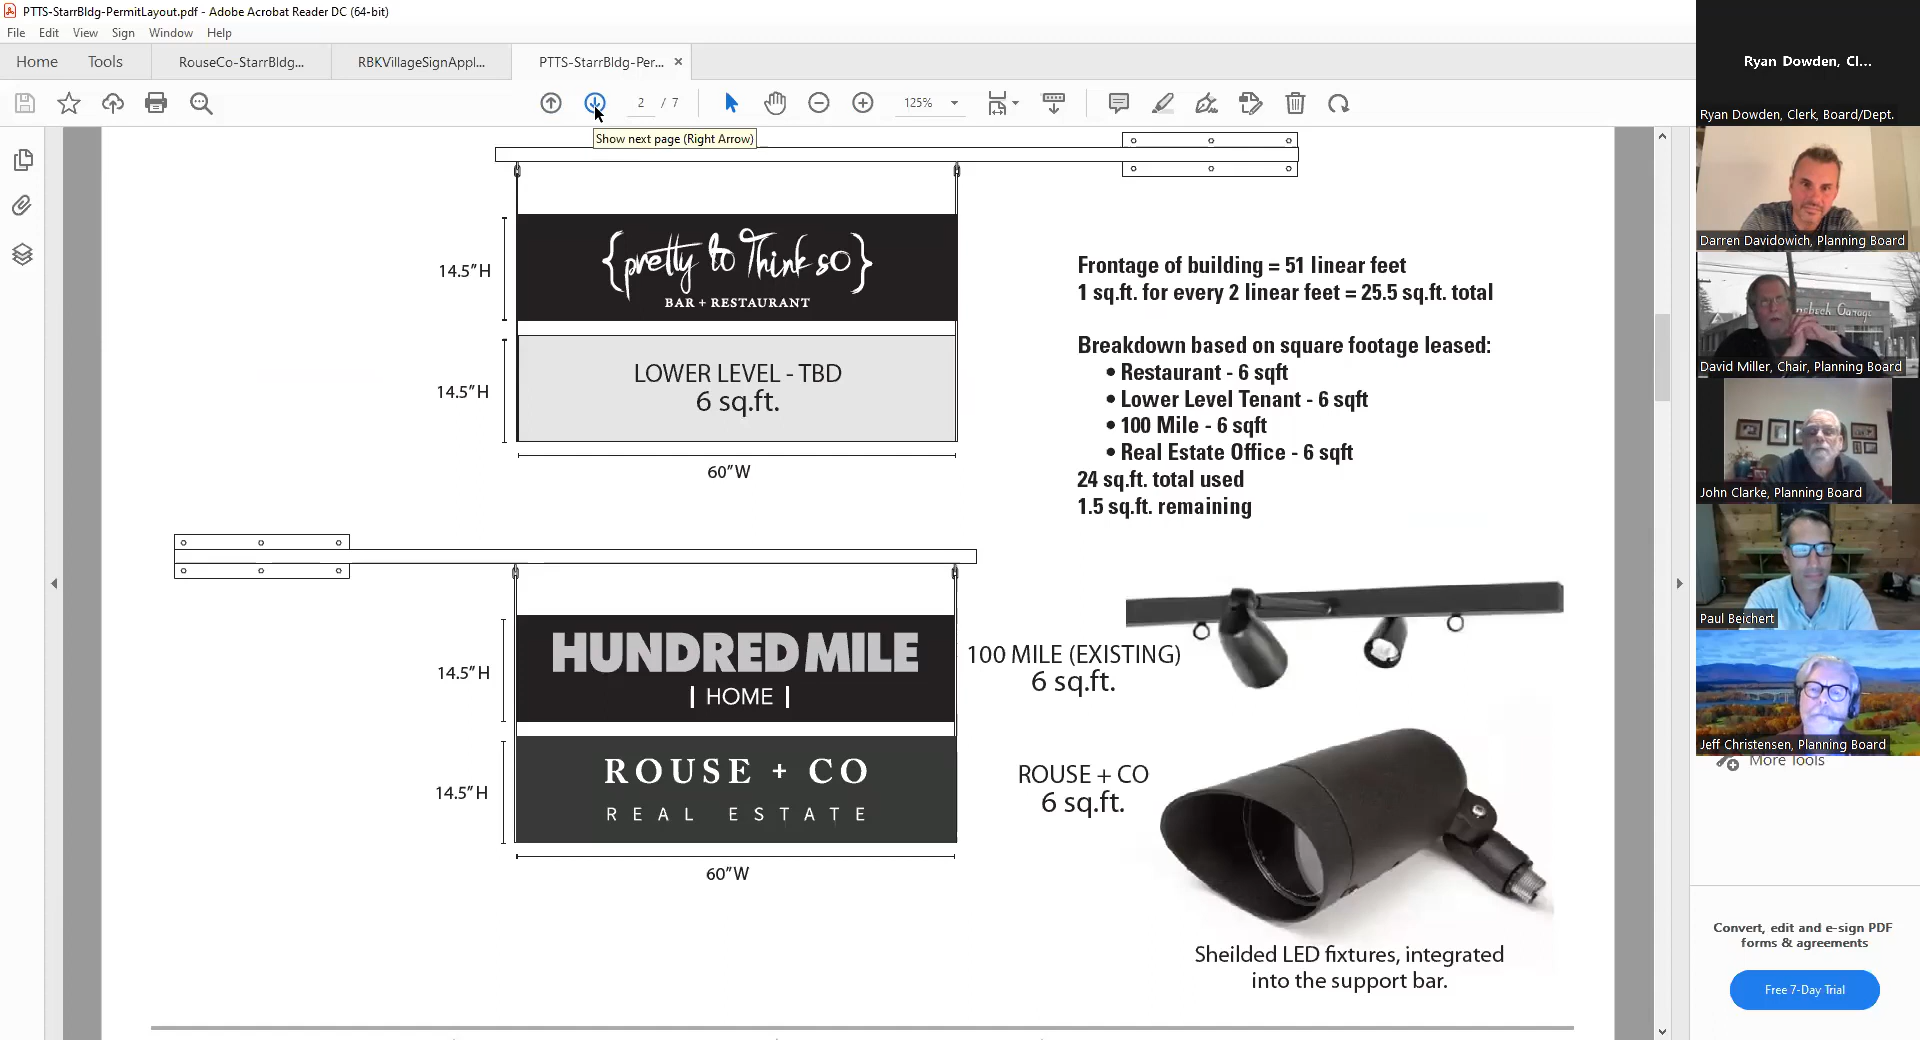 PTTS-StarrBldg-PermitLayout.pdf - Adobe Acrobat Reader DC (64-bit)
File Edit View Sign Window Help
Home Tools RouseCo-StarrBldg... RBKVillageSignAppl... PTTS-StarrBldg-Per... ×
2 / 7 125%
Show next page (Right Arrow)
14.5"H
{pretty to Think so}
BAR + RESTAURANT
14.5"H
LOWER LEVEL - TBD
6 sq.ft.
60"W
Frontage of building = 51 linear feet
1 sq.ft. for every 2 linear feet = 25.5 sq.ft. total
Breakdown based on square footage leased:
• Restaurant - 6 sqft
• Lower Level Tenant - 6 sqft
• 100 Mile - 6 sqft
• Real Estate Office - 6 sqft
24 sq.ft. total used
1.5 sq.ft. remaining
14.5"H
HUNDRED MILE
| HOME |
100 MILE (EXISTING)
6 sq.ft.
14.5"H
ROUSE + CO
REAL ESTATE
ROUSE + CO
6 sq.ft.
60"W
Sheilded LED fixtures, integrated
into the support bar.
Ryan Dowden, Cl...
Ryan Dowden, Clerk, Board/Dept.
Darren Davidowich, Planning Board
Garage
David Miller, Chair, Planning Board
John Clarke, Planning Board
Paul Beichert
Jeff Christensen, Planning Board
More Tools
Convert, edit and e-sign PDF
forms & agreements
Free 7-Day Trial